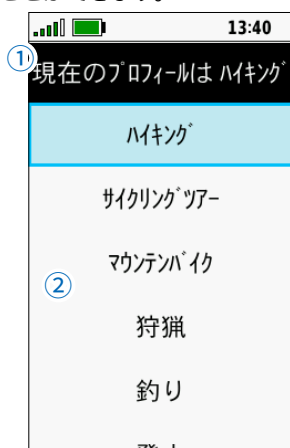 13:40
①
現在のﾌﾟﾛﾌｨｰﾙは ﾊｲｷﾝｸﾞ
ﾊｲｷﾝｸﾞ
ｻｲｸﾘﾝｸﾞﾂｱｰ
ﾏｳﾝﾃﾝﾊﾞｲｸ
②
狩猟
釣り